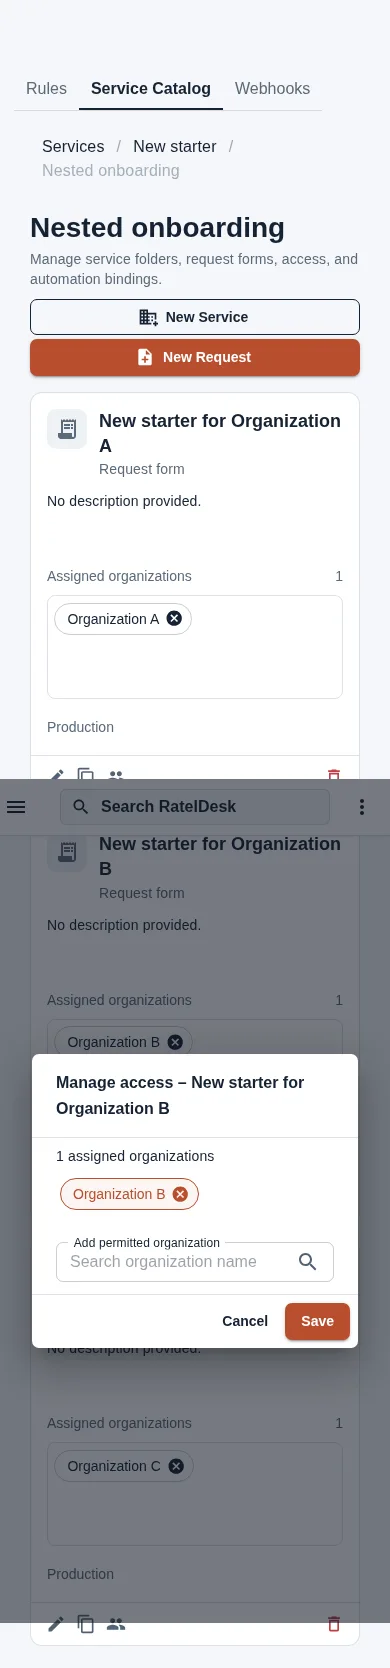 Rules Service Catalog Webhooks
Services / New starter /
Nested onboarding
Nested onboarding
Manage service folders, request forms, access, and
automation bindings.
New Service
New Request
New starter for Organization
A
Request form
No description provided.
Assigned organizations 1
Organization A
Production
Search RatelDesk
New starter for Organization
B
Request form
No description provided.
Assigned organizations 1
Organization B
Manage access – New starter for
Organization B
1 assigned organizations
Organization B
Add permitted organization
Search organization name
Cancel Save
No description provided.
Assigned organizations 1
Organization C
Production